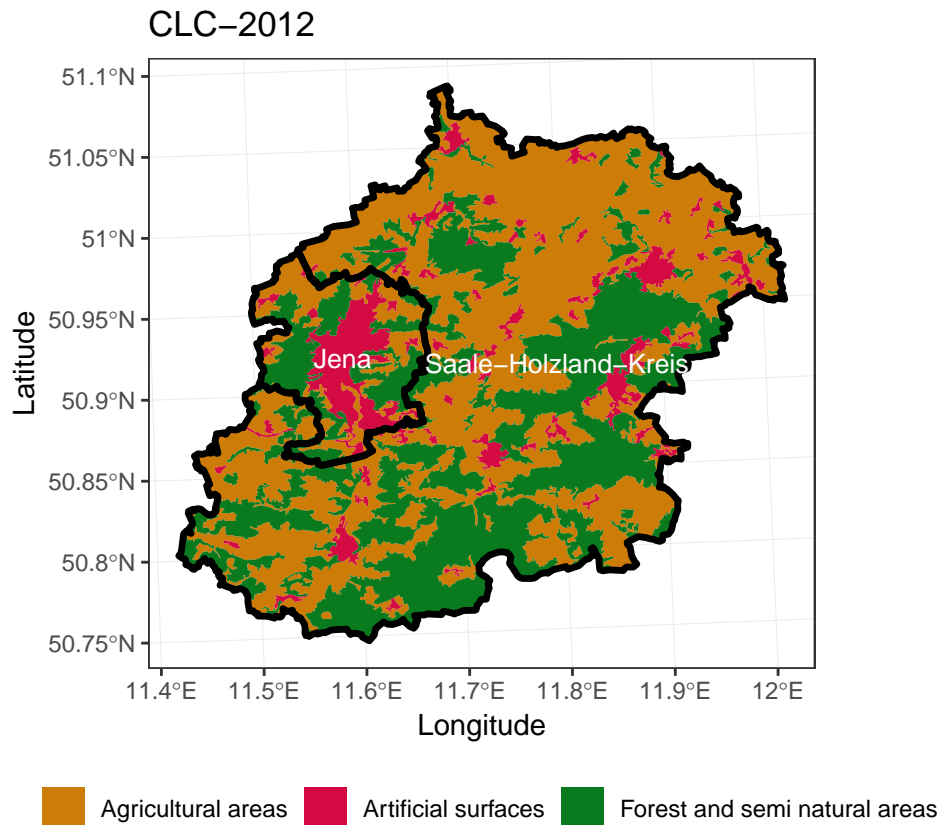 CLC−2012
51.1°N
51.05°N
51°N
50.95°N
50.9°N
50.85°N
50.8°N
50.75°N
Latitude
Jena
Saale−Holzland−Kreis
11.4°E 11.5°E 11.6°E 11.7°E 11.8°E 11.9°E 12°E
Longitude
Agricultural areas Artificial surfaces Forest and semi natural areas